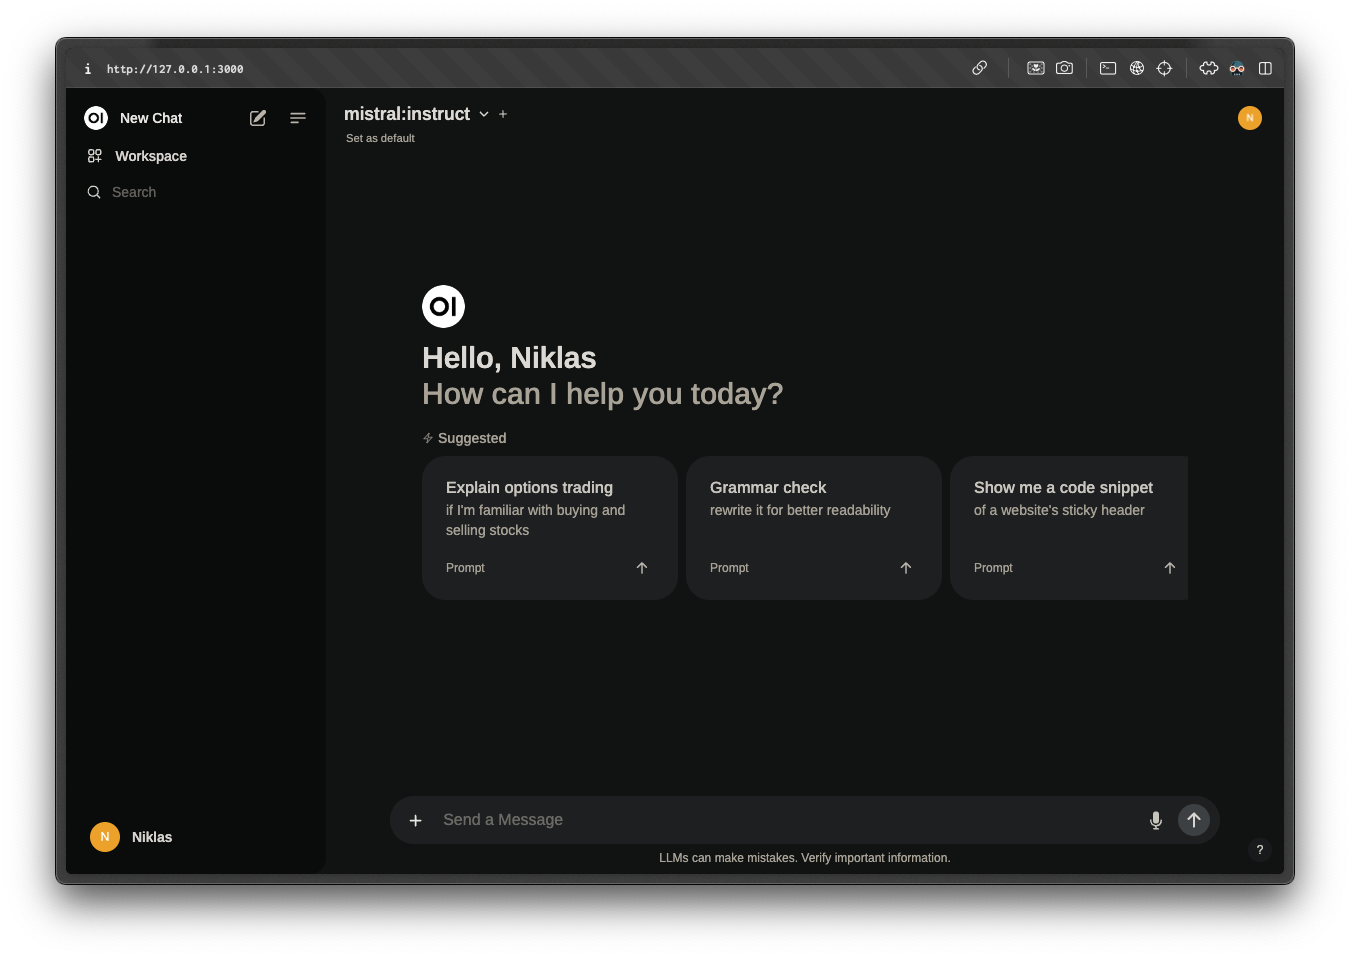 http://127.0.0.1:3000
OI New Chat
Workspace
Search
mistral:instruct
Set as default
N
OI
Hello, Niklas
How can I help you today?
Suggested
Explain options trading
if I'm familiar with buying and
selling stocks
Prompt
Grammar check
rewrite it for better readability
Prompt
Show me a code snippet
of a website's sticky header
Prompt
Send a Message
LLMs can make mistakes. Verify important information.
?
N Niklas